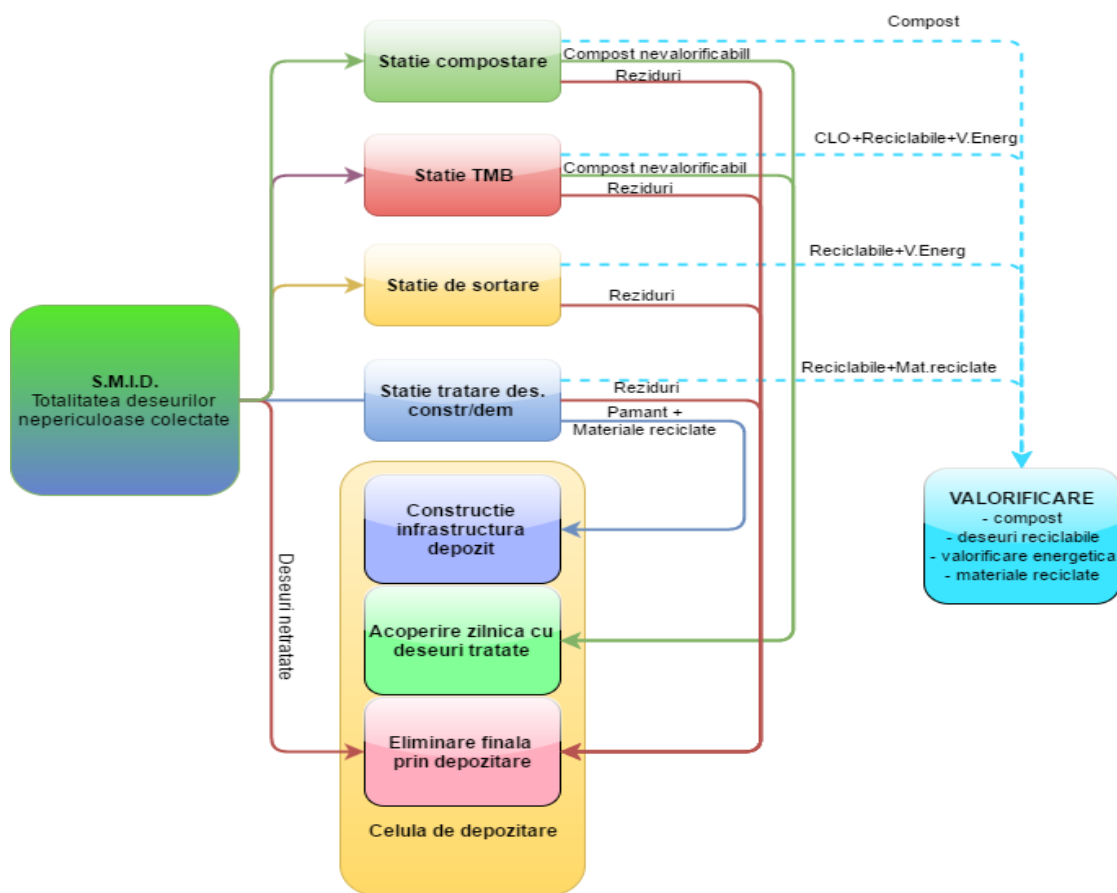 Compost
Statie compostare
Compost nevalorificabill
Reziduri
CLO+Reciclabile+V.Energ
Statie TMB
Compost nevalorificabil
Reziduri
Reciclabile+V.Energ
Statie de sortare
Reziduri
S.M.I.D.
Totalitatea deseurilor
nepericuloase colectate
Reciclabile+Mat.reciclate
Statie tratare des.
constr/dem
Reziduri
Pamant +
Materiale reciclate
Constructie
infrastructura
depozit
VALORIFICARE
- compost
- deseuri reciclabile
- valorificare energetica
- materiale reciclate
Deseuri netratate
Acoperire zilnica cu
deseuri tratate
Eliminare finala
prin depozitare
Celula de depozitare